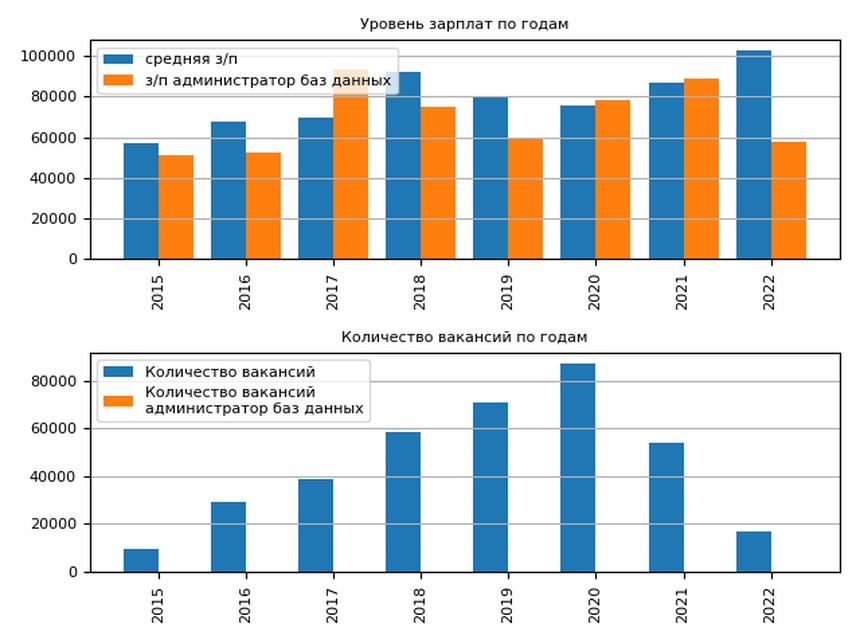 Уровень зарплат по годам
100000
80000
60000
40000
20000
0
средняя з/п
з/п администратор баз данных
2015 2016 2017 2018 2019 2020 2021 2022
Количество вакансий по годам
80000
60000
40000
20000
0
Количество вакансий
Количество вакансий
администратор баз данных
2015 2016 2017 2018 2019 2020 2021 2022